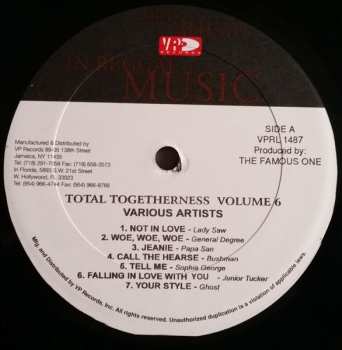 VP
RECORDS
IN REGGAE
MUSIC
SIDE A
VPRL 1487
Produced by:
THE FAMOUS ONE
Manufactured & Distributed by
VP Records 89-05 138th Street
Jamaica, NY 11435
Tel: (718) 291-7058 Fax: (718) 658-3573
In Florida, 5893 S.W. 21st Street
W. Hollywood, FL 33023
Tel: (954) 966-4744 Fax: (954) 966-8766
TOTAL TOGETHERNESS VOLUME 6
VARIOUS ARTISTS
1. NOT IN LOVE - Lady Saw
2. WOE, WOE, WOE - General Degree
3. JEANIE - Papa San
4. CALL THE HEARSE - Bushman
5. TELL ME - Sophia George
6. FALLING IN LOVE WITH YOU - Junior Tucker
7. YOUR STYLE - Ghost
Mfg. and Distributed by VP Records, Inc. All rights reserved. Unauthorized duplication is a violation of applicable laws.